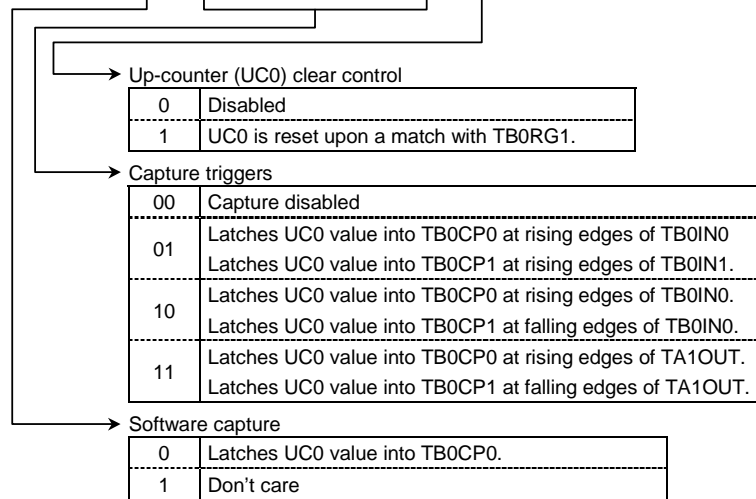 Up-counter (UC0) clear control
0 Disabled
1 UC0 is reset upon a match with TB0RG1.
Capture triggers
00 Capture disabled
01 Latches UC0 value into TB0CP0 at rising edges of TB0IN0
Latches UC0 value into TB0CP1 at rising edges of TB0IN1.
10 Latches UC0 value into TB0CP0 at rising edges of TB0IN0.
Latches UC0 value into TB0CP1 at falling edges of TB0IN0.
11 Latches UC0 value into TB0CP0 at rising edges of TA1OUT.
Latches UC0 value into TB0CP1 at falling edges of TA1OUT.
Software capture
0 Latches UC0 value into TB0CP0.
1 Don't care